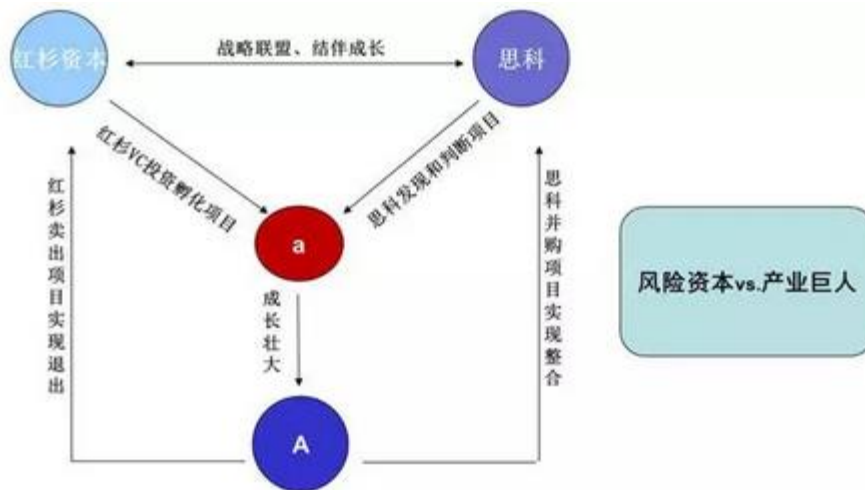 战略联盟、结伴成长
红杉资本
思科
红杉VC投资孵化项目
思科发现和判断项目
a
红杉卖出项目实现退出
成长壮大
思科并购项目实现整合
风险资本vs.产业巨人
A